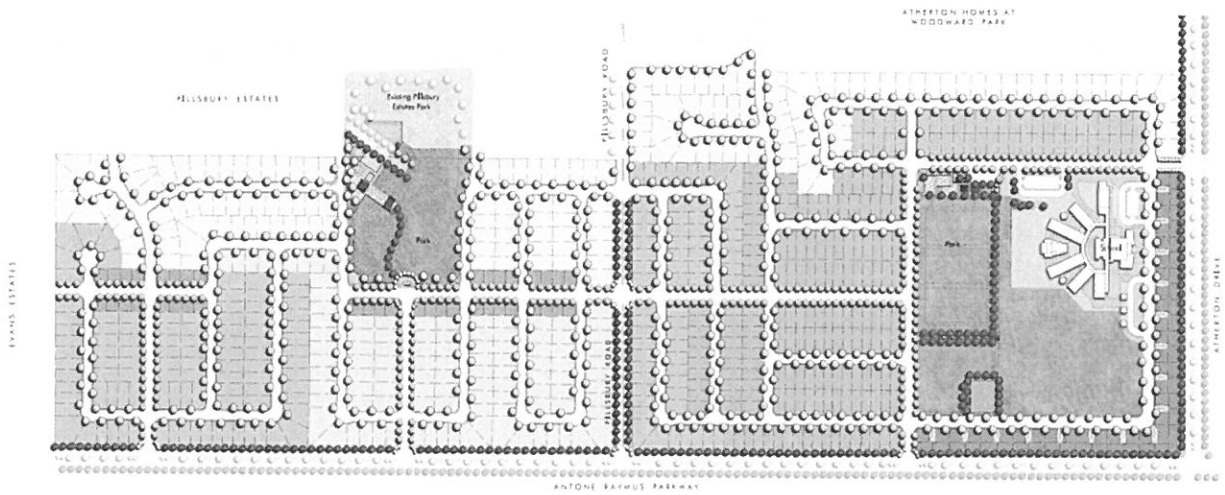 ATHERTON HOMES AT
WOODWARD PARK
PILLSBURY ESTATES
Existing Pillsbury
Estates Park
PILLSBURY ROAD
Park
Park
School
EVANS ESTATES
PILLSBURY ROAD
ATHERTON DRIVE
ANTONE RAYMUS PARKWAY